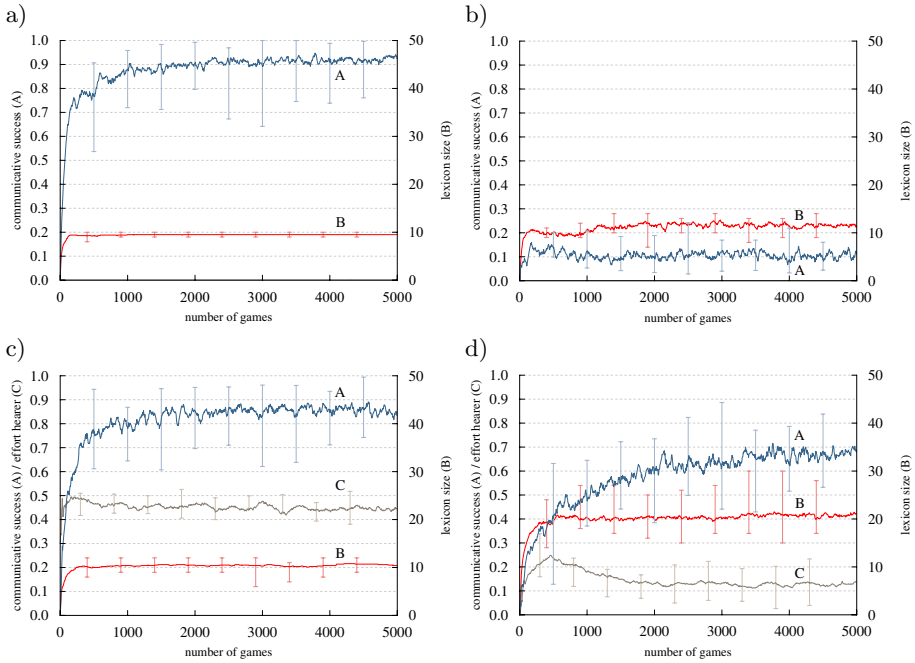 a)
1.0
0.9
0.8
0.7
0.6
0.5
0.4
0.3
0.2
0.1
0.0
communicative success (A)
50
40
30
20
10
0
lexicon size (B)
A
B
0 1000 2000 3000 4000 5000
number of games
b)
1.0
0.9
0.8
0.7
0.6
0.5
0.4
0.3
0.2
0.1
0.0
communicative success (A)
50
40
30
20
10
0
lexicon size (B)
B
A
0 1000 2000 3000 4000 5000
number of games
c)
1.0
0.9
0.8
0.7
0.6
0.5
0.4
0.3
0.2
0.1
0.0
communicative success (A) / effort hearer (C)
50
40
30
20
10
0
lexicon size (B)
A
C
B
0 1000 2000 3000 4000 5000
number of games
d)
1.0
0.9
0.8
0.7
0.6
0.5
0.4
0.3
0.2
0.1
0.0
communicative success (A) / effort hearer (C)
50
40
30
20
10
0
lexicon size (B)
A
B
C
0 1000 2000 3000 4000 5000
number of games